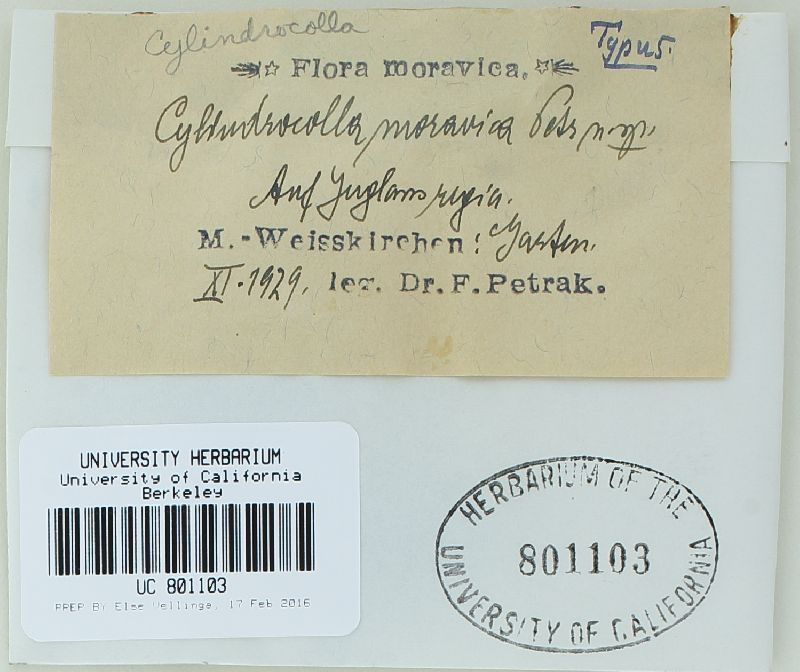 Cylindrocolla
Typus.
Flora moravica.
Cylindrocolla moravica Petr n.sp.
Auf Juglans regia.
M.-Weisskirchen: Garten.
XI. 1929. leg. Dr. F. Petrak.
UNIVERSITY HERBARIUM
University of California
Berkeley
UC 801103
PREP BY Else Vellinga, 17 Feb 2016
HERBARIUM OF THE
801103
UNIVERSITY OF CALIFORNIA